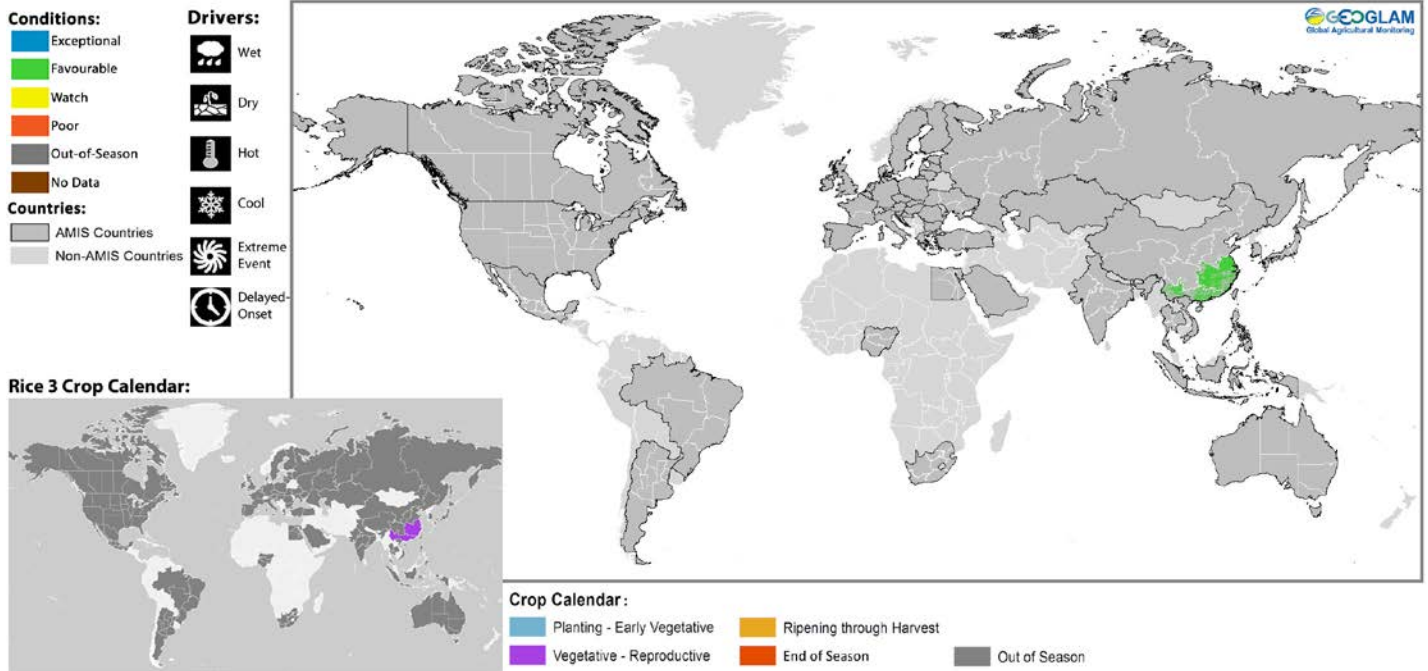 Conditions:
Exceptional
Favourable
Watch
Poor
Out-of-Season
No Data
Countries:
AMIS Countries
Non-AMIS Countries
Drivers:
Wet
Dry
Hot
Cool
Extreme
Event
Delayed-
Onset
GEOGLAM
Global Agricultural Monitoring
Rice 3 Crop Calendar:
Crop Calendar :
Planting - Early Vegetative
Ripening through Harvest
Vegetative - Reproductive
End of Season
Out of Season